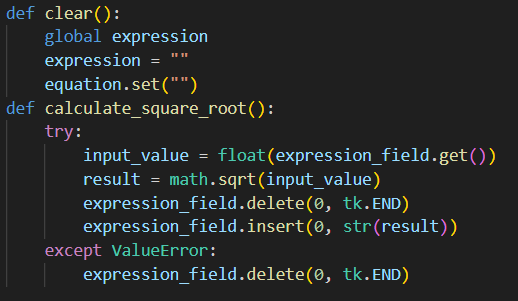 def clear():
    global expression
    expression = ""
    equation.set("")
def calculate_square_root():
    try:
        input_value = float(expression_field.get())
        result = math.sqrt(input_value)
        expression_field.delete(0, tk.END)
        expression_field.insert(0, str(result))
    except ValueError:
        expression_field.delete(0, tk.END)